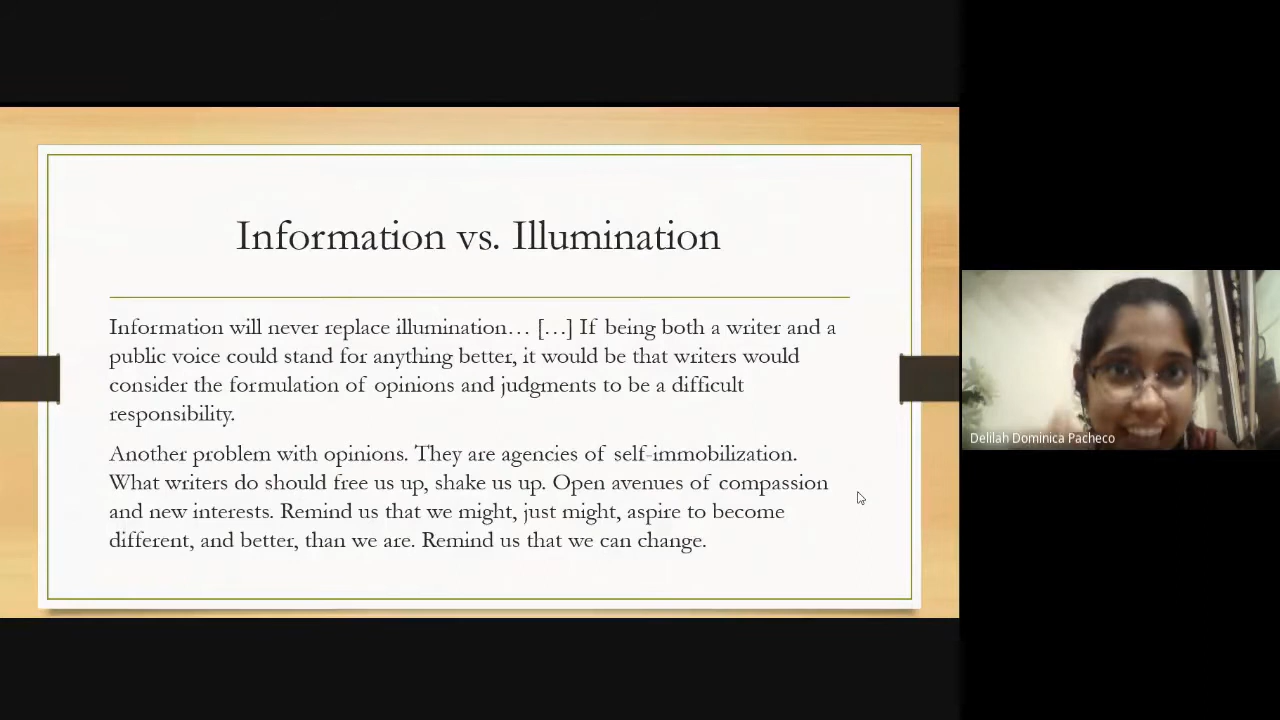 Information vs. Illumination
Information will never replace illumination… […] If being both a writer and a
public voice could stand for anything better, it would be that writers would
consider the formulation of opinions and judgments to be a difficult
responsibility.
Another problem with opinions. They are agencies of self-immobilization.
What writers do should free us up, shake us up. Open avenues of compassion
and new interests. Remind us that we might, just might, aspire to become
different, and better, than we are. Remind us that we can change.
Delilah Dominica Pacheco